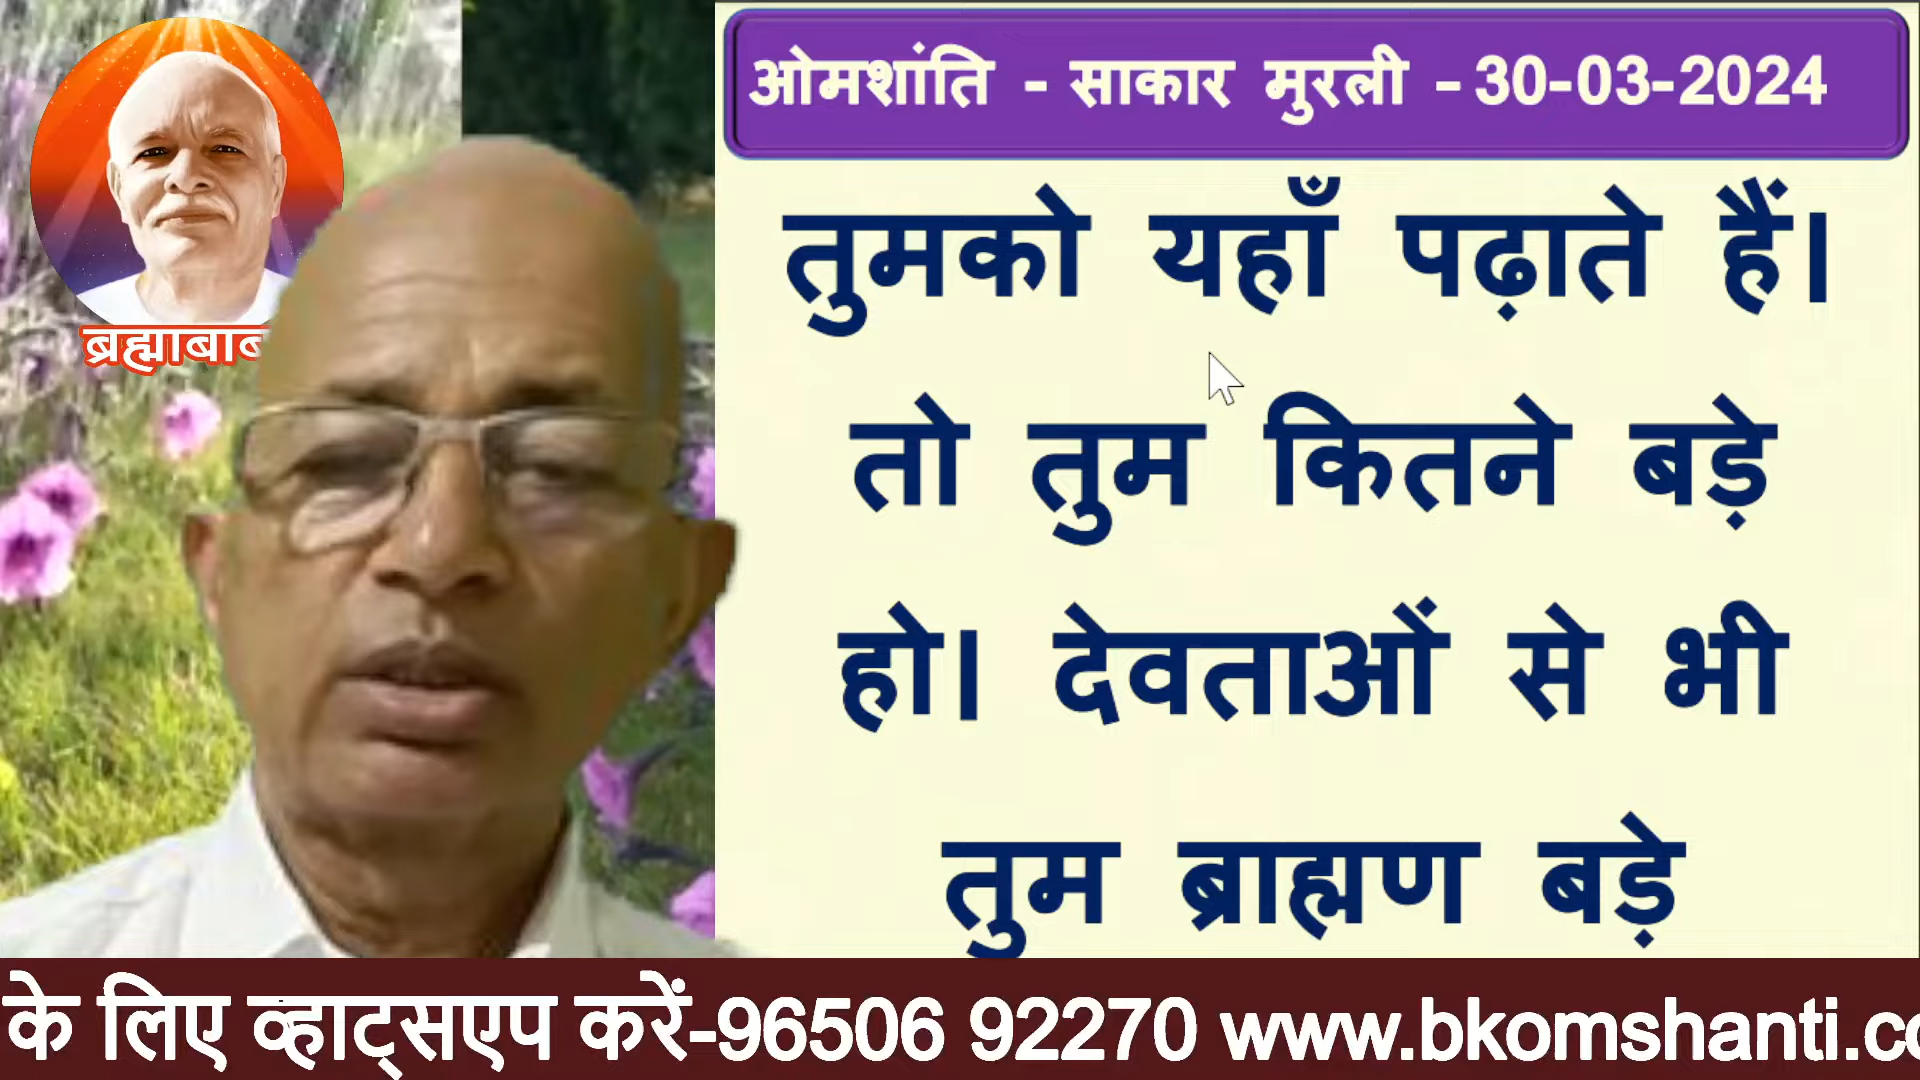 ओमशांति - साकार मुरली - 30-03-2024
तुमको यहाँ पढ़ाते हैं।
तो तुम कितने बड़े
हो। देवताओं से भी
तुम ब्राह्मण बड़े
के लिए व्हाट्सएप करें-96506 92270 www.bkomshanti.co